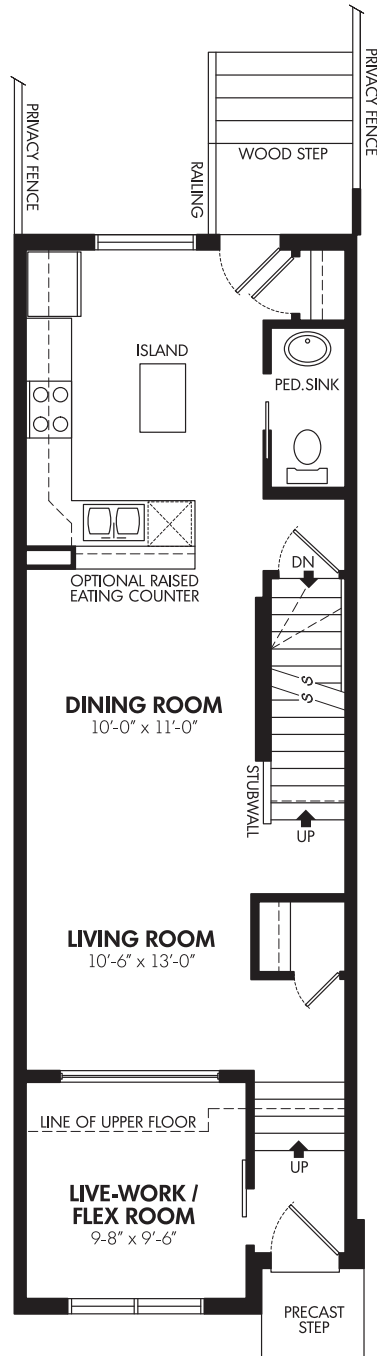 PRIVACY FENCE
PRIVACY FENCE
RAILING
WOOD STEP
ISLAND
PED.SINK
DN
OPTIONAL RAISED
EATING COUNTER
S
S
DINING ROOM
10'-0" x 11'-0"
STUBWALL
UP
LIVING ROOM
10'-6" x 13'-0"
LINE OF UPPER FLOOR
UP
LIVE-WORK /
FLEX ROOM
9-8" x 9'-6"
PRECAST
STEP